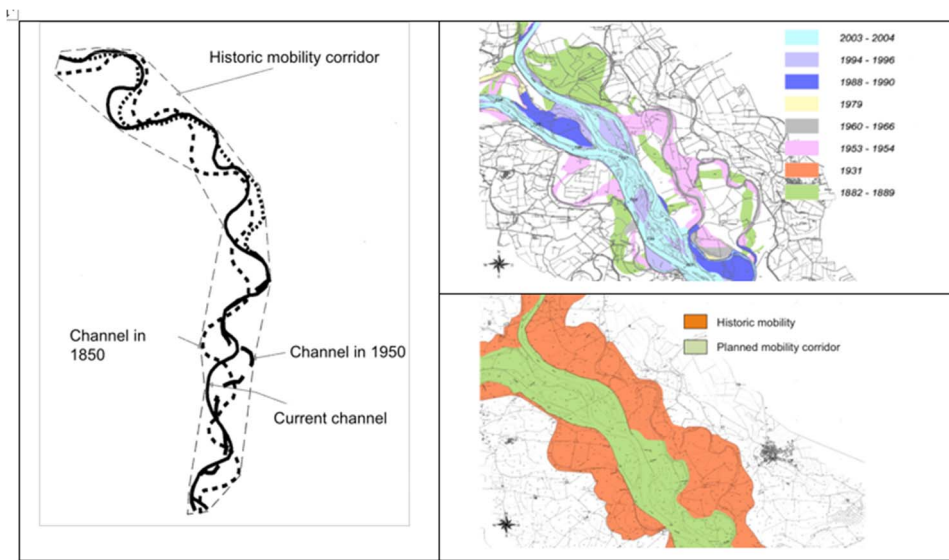 Historic mobility corridor
Channel in
1850
Channel in 1950
Current channel
2003 - 2004
1994 - 1996
1988 - 1990
1979
1960 - 1966
1953 - 1954
1931
1882 - 1889
Historic mobility
Planned mobility corridor